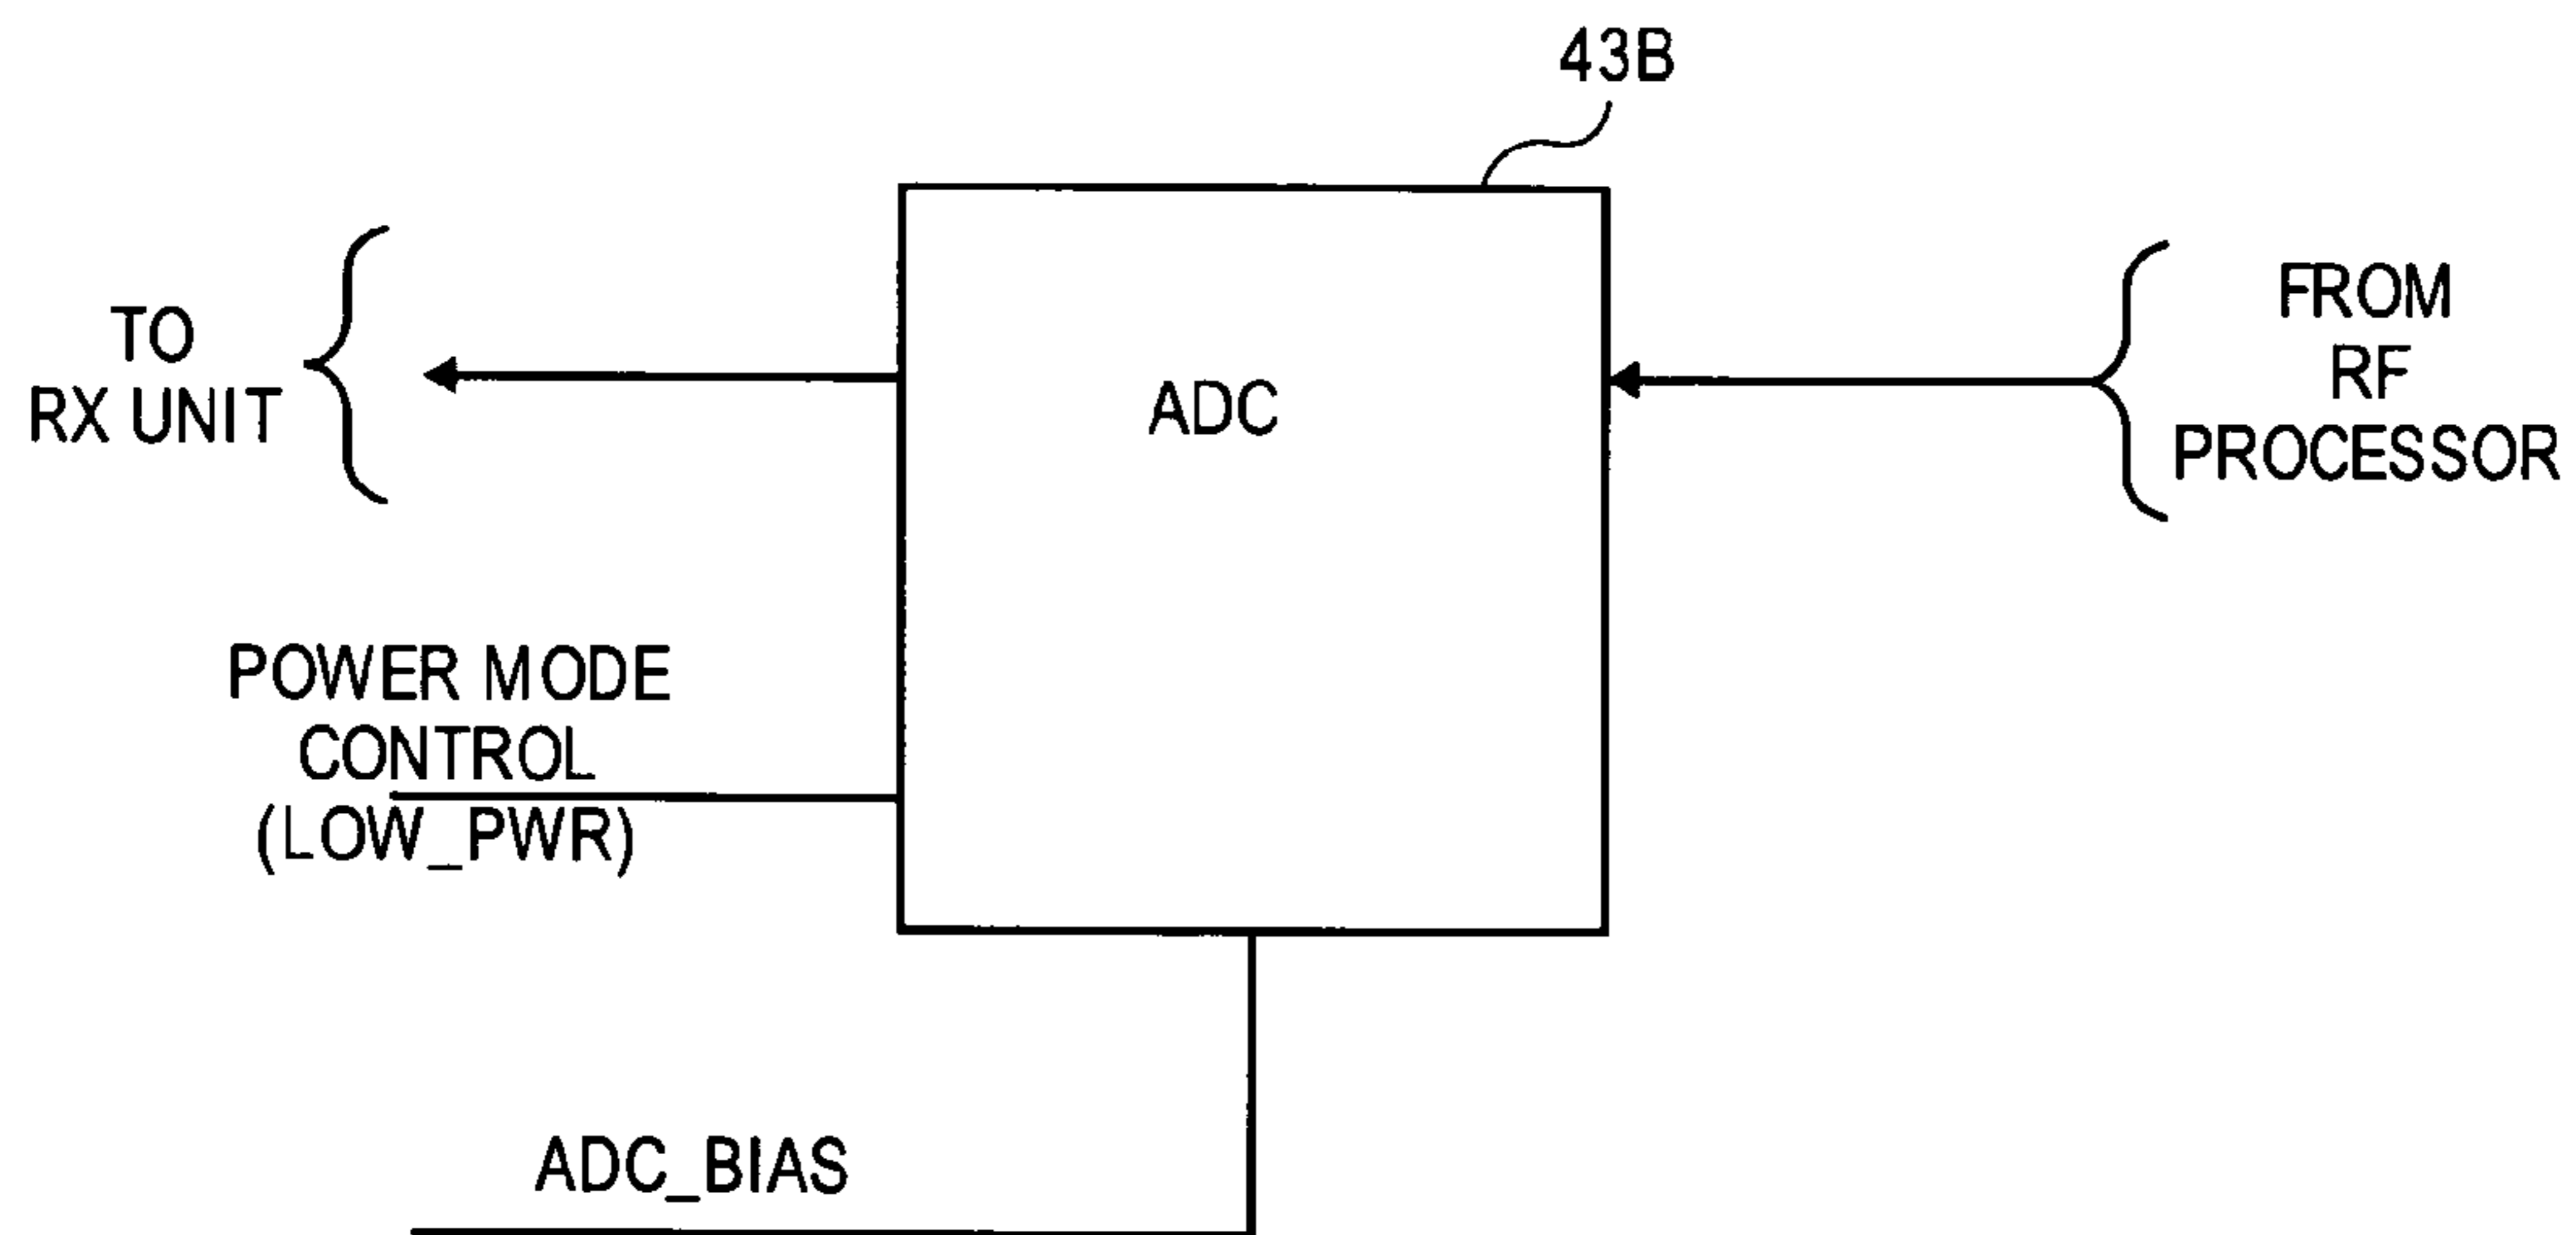 43B
TO
RX UNIT
ADC
FROM
RF
PROCESSOR
POWER MODE
CONTROL
(LOW_PWR)
ADC_BIAS